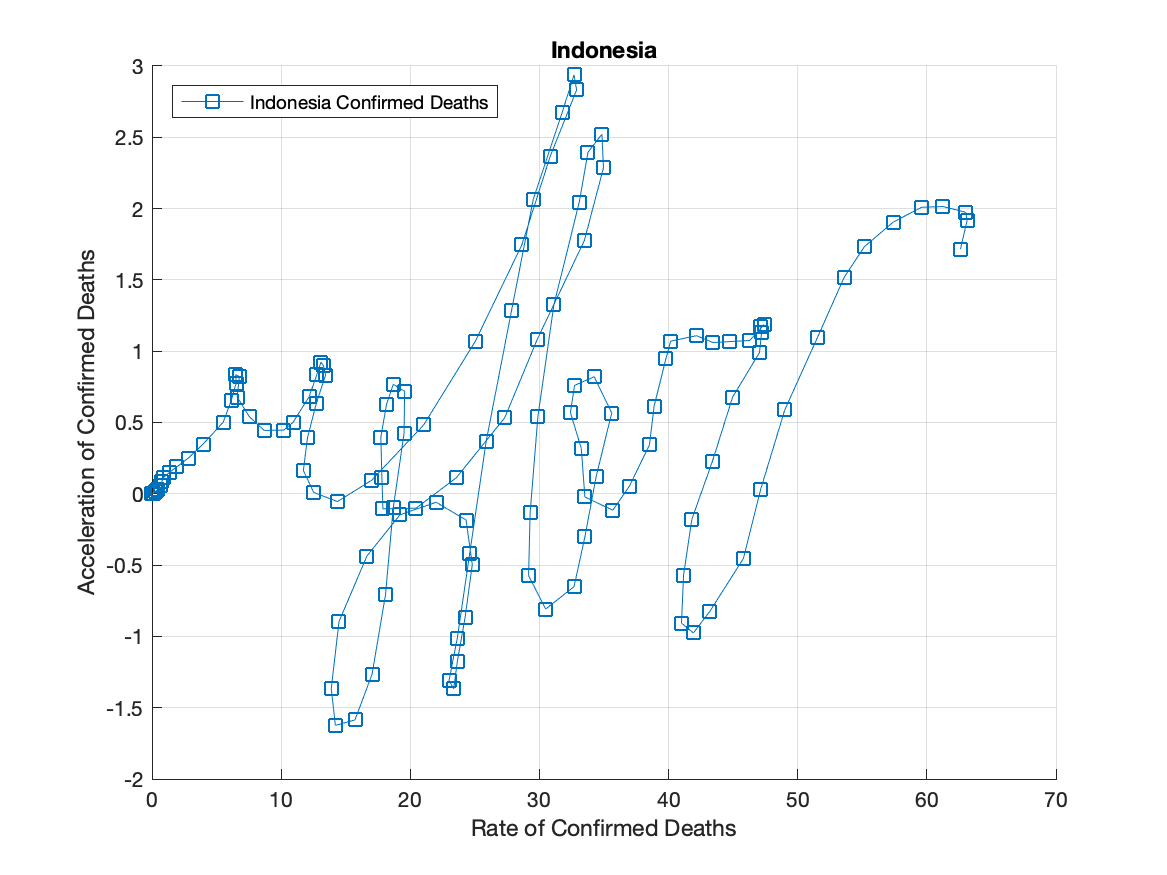 Indonesia
3
Indonesia Confirmed Deaths
2.5
2
1.5
1
0.5
0
-0.5
-1
-1.5
-2
Acceleration of Confirmed Deaths
0 10 20 30 40 50 60 70
Rate of Confirmed Deaths